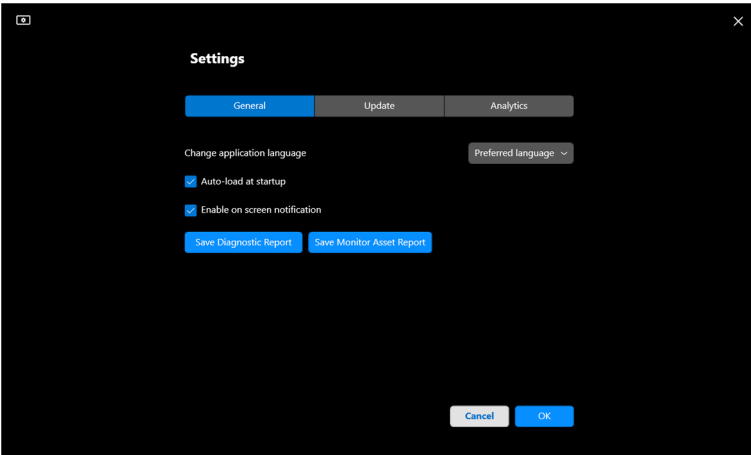 Settings
General
Update
Analytics
Change application language
Preferred language
Auto-load at startup
Enable on screen notification
Save Diagnostic Report
Save Monitor Asset Report
Cancel
OK